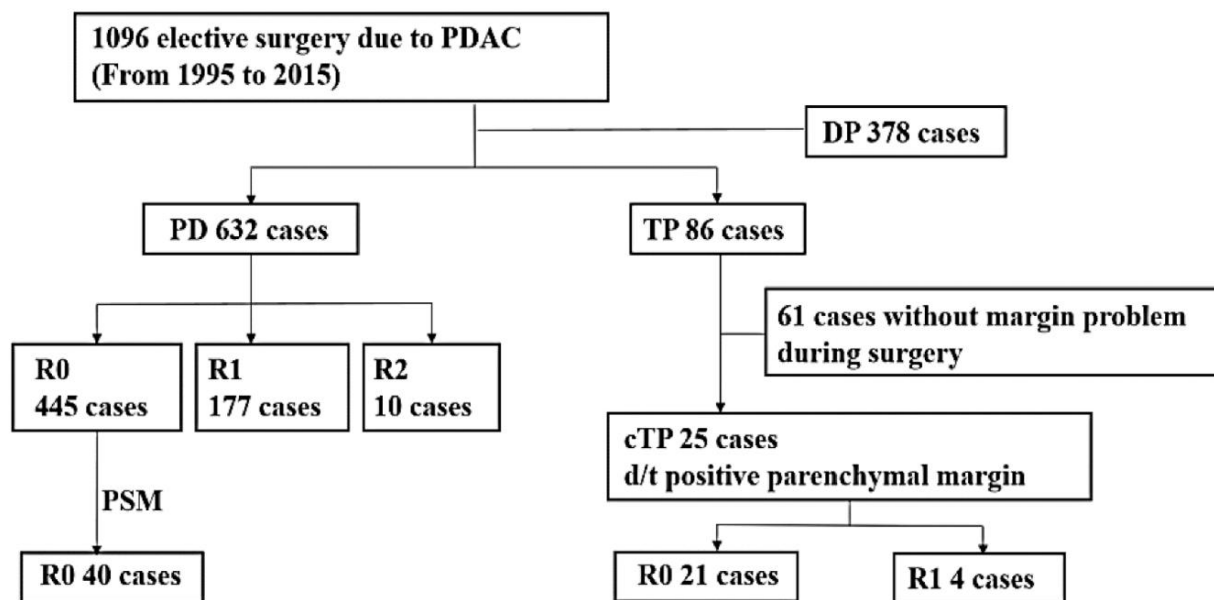 1096 elective surgery due to PDAC
(From 1995 to 2015)
DP 378 cases
PD 632 cases
TP 86 cases
61 cases without margin problem
during surgery
R0
445 cases
R1
177 cases
R2
10 cases
cTP 25 cases
d/t positive parenchymal margin
PSM
R0 40 cases
R0 21 cases
R1 4 cases